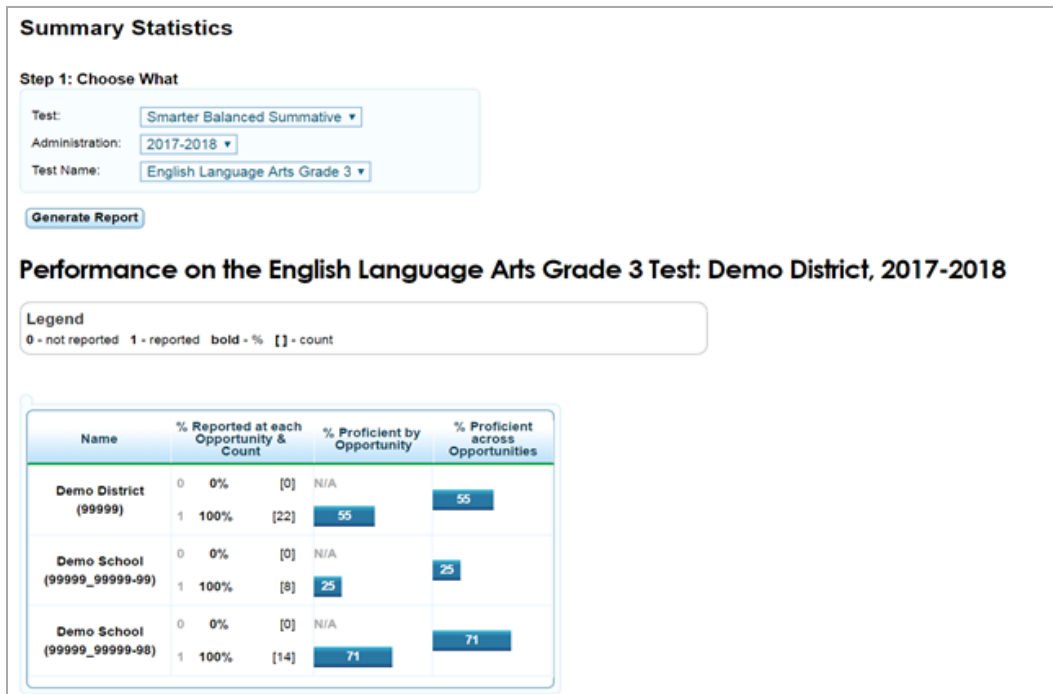 Summary Statistics
Step 1: Choose What
Test: Smarter Balanced Summative ▾
Administration: 2017-2018 ▾
Test Name: English Language Arts Grade 3 ▾
Generate Report
Performance on the English Language Arts Grade 3 Test: Demo District, 2017-2018
Legend
0 - not reported 1 - reported bold - % [ ] - count
Name
% Reported at each
Opportunity &
Count
% Proficient by
Opportunity
% Proficient
across
Opportunities
Demo District
(99999)
0 0% [0] N/A
1 100% [22] 55
55
Demo School
(99999_99999-99)
0 0% [0] N/A
1 100% [8] 25
25
Demo School
(99999_99999-98)
0 0% [0] N/A
1 100% [14] 71
71